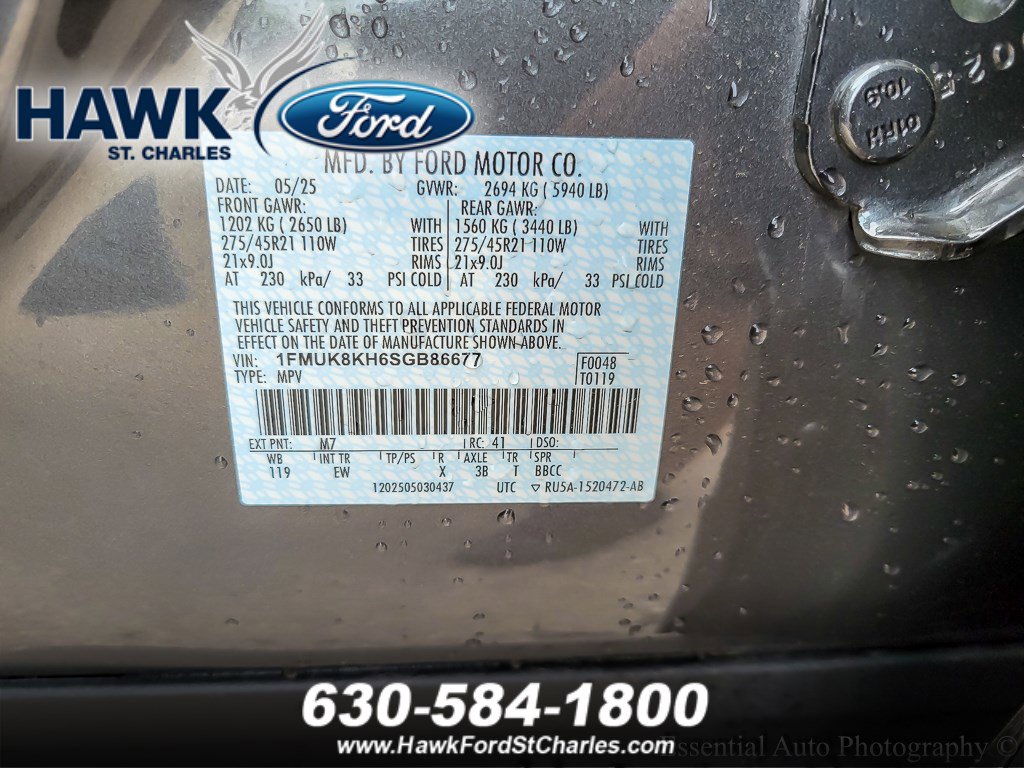 HAWK Ford
ST. CHARLES
MFD. BY FORD MOTOR CO.
DATE: 05/25 GVWR: 2694 KG ( 5940 LB)
FRONT GAWR: REAR GAWR:
1202 KG ( 2650 LB) WITH 1560 KG ( 3440 LB) WITH
275/45R21 110W TIRES 275/45R21 110W TIRES
21x9.0J RIMS 21x9.0J RIMS
AT 230 kPa/ 33 PSI COLD AT 230 kPa/ 33 PSI COLD
THIS VEHICLE CONFORMS TO ALL APPLICABLE FEDERAL MOTOR
VEHICLE SAFETY AND THEFT PREVENTION STANDARDS IN
EFFECT ON THE DATE OF MANUFACTURE SHOWN ABOVE.
VIN: 1FMUK8KH6SGB86677 F0048
TYPE: MPV T0119
EXT PNT: M7 RC: 41 DSO:
WB INT TR TP/PS R AXLE TR SPR
119 EW X 3B T BBCC
1202505030437 UTC ▽ RU5A-1520472-AB
10.9
01RH
630-584-1800
www.HawkFordStCharles.com
Essential Auto Photography ©